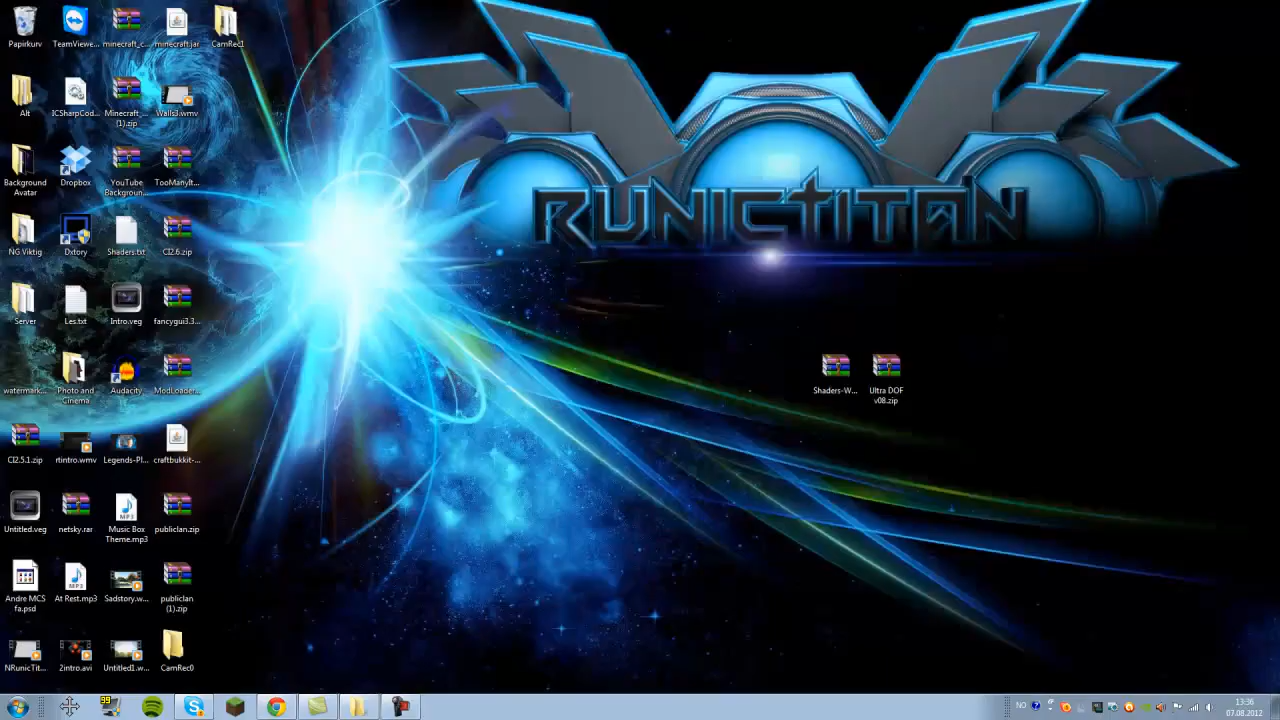 RUNICTITAN
Papirkurv
TeamViewe...
minecraft_c...
minecraft.jar
CamRec1
Alt
ICSharpCod...
Minecraft_...
(1).zip
Walls3.wmv
Background
Avatar
Dropbox
YouTube
Backgroun...
TooManyIt...
NG Viktig
Dxtory
Shaders.txt
CI2.6.zip
Server
Les.txt
Intro.veg
fancygui3.3...
watermark...
Photo and
Cinema
Audacity
ModLoader...
Shaders-W...
Ultra DOF
v08.zip
CI2.5.1.zip
rtintro.wmv
Legends-Pl...
craftbukkit-...
Untitled.veg
netsky.rar
Music Box
Theme.mp3
publiclan.zip
Andre MCS
fa.psd
At Rest.mp3
Sadstory.w...
publiclan
(1).zip
NRunicTit...
2intro.avi
Untitled1.w...
CamRec0
99
NO
13:36
07.08.2012